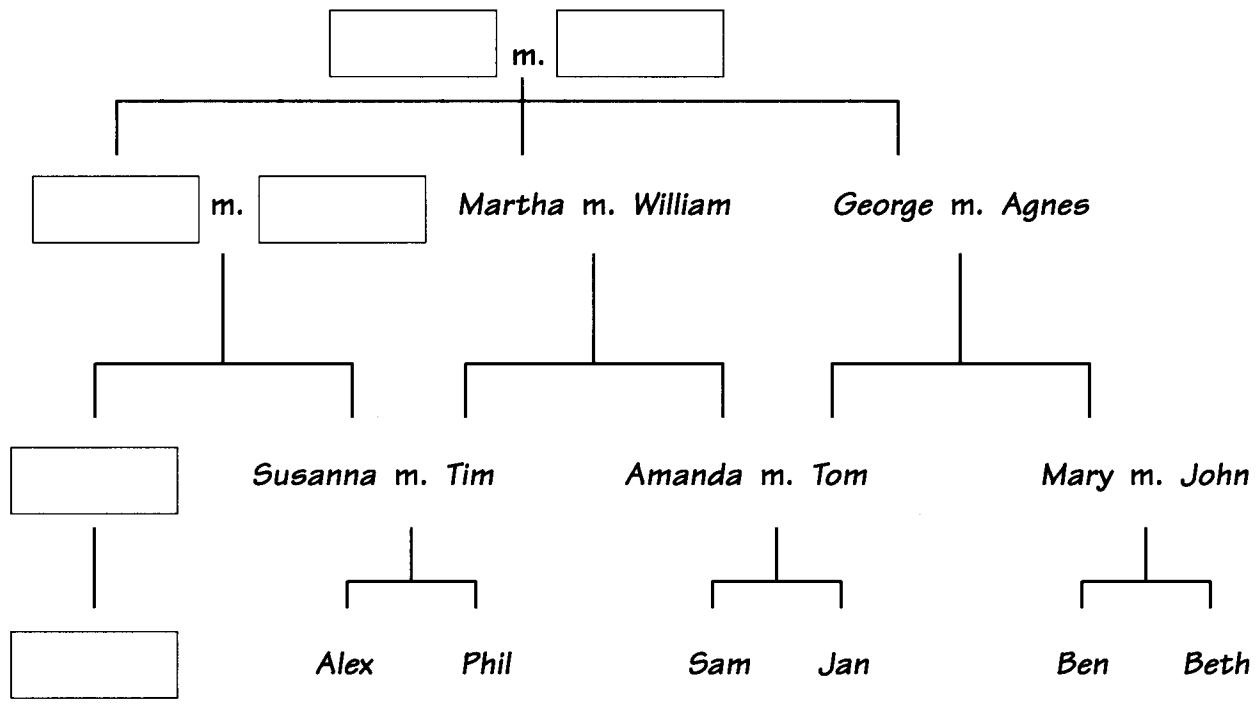 m.
m. Martha m. William George m. Agnes
Susanna m. Tim Amanda m. Tom Mary m. John
Alex Phil Sam Jan Ben Beth